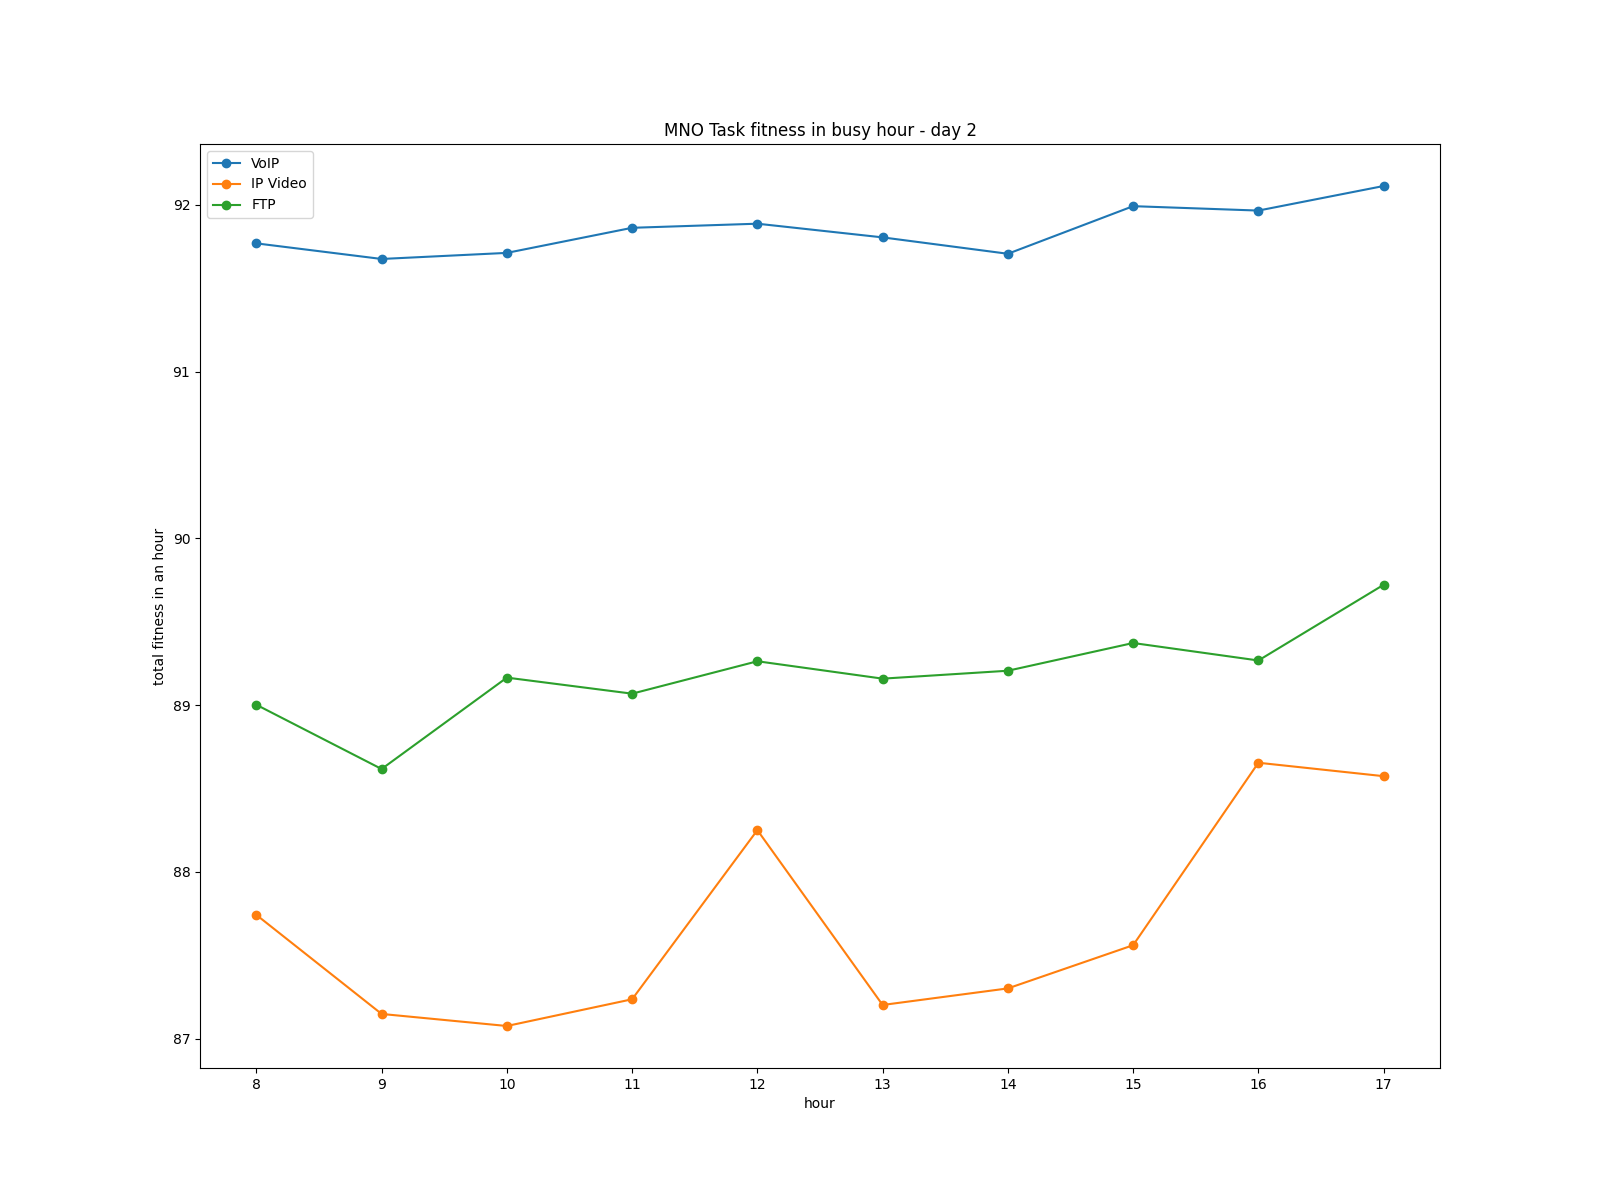 MNO Task fitness in busy hour - day 2
VoIP
IP Video
FTP
92
91
90
89
88
87
total fitness in an hour
8 9 10 11 12 13 14 15 16 17
hour